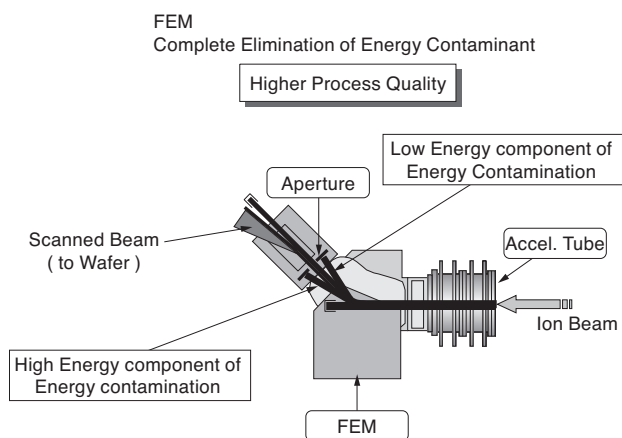 FEM
Complete Elimination of Energy Contaminant
Higher Process Quality
Low Energy component of
Energy Contamination
Aperture
Scanned Beam
( to Wafer )
Accel. Tube
Ion Beam
High Energy component of
Energy contamination
FEM